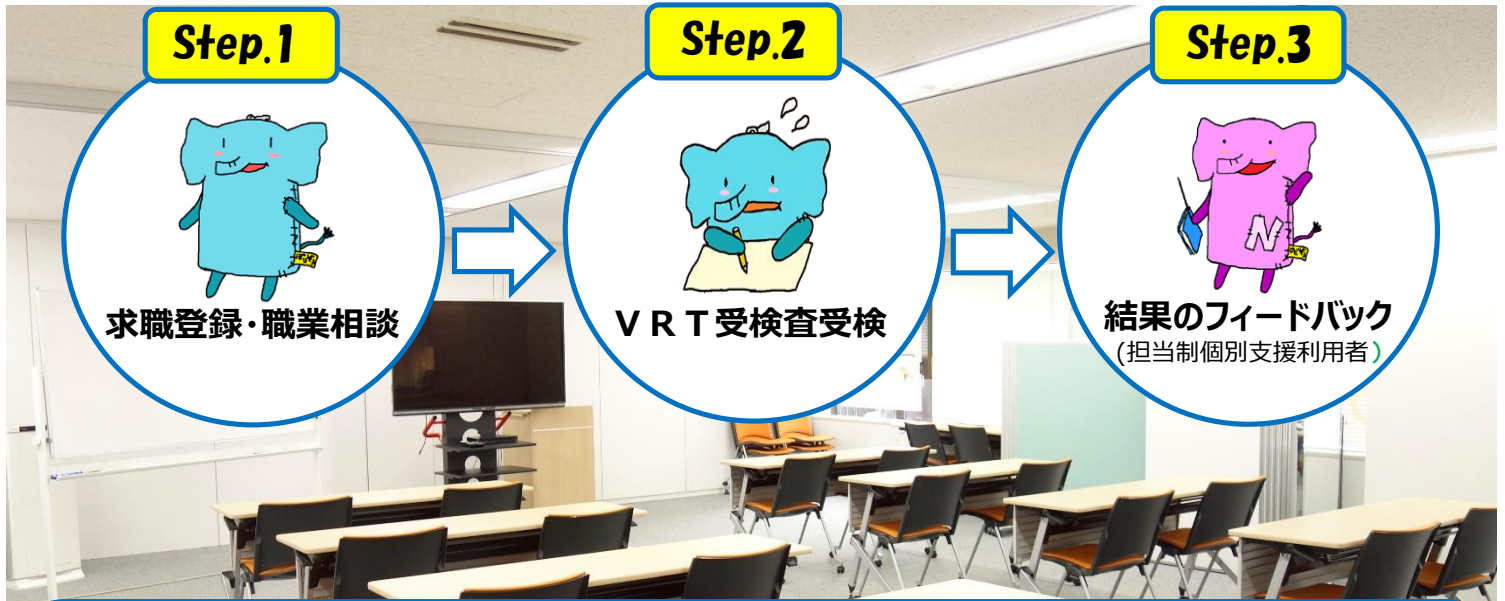 Step.1
Step.2
Step.3
求職登録・職業相談
ＶＲＴ受検査受検
結果のフィードバック
(担当制個別支援利用者）
N